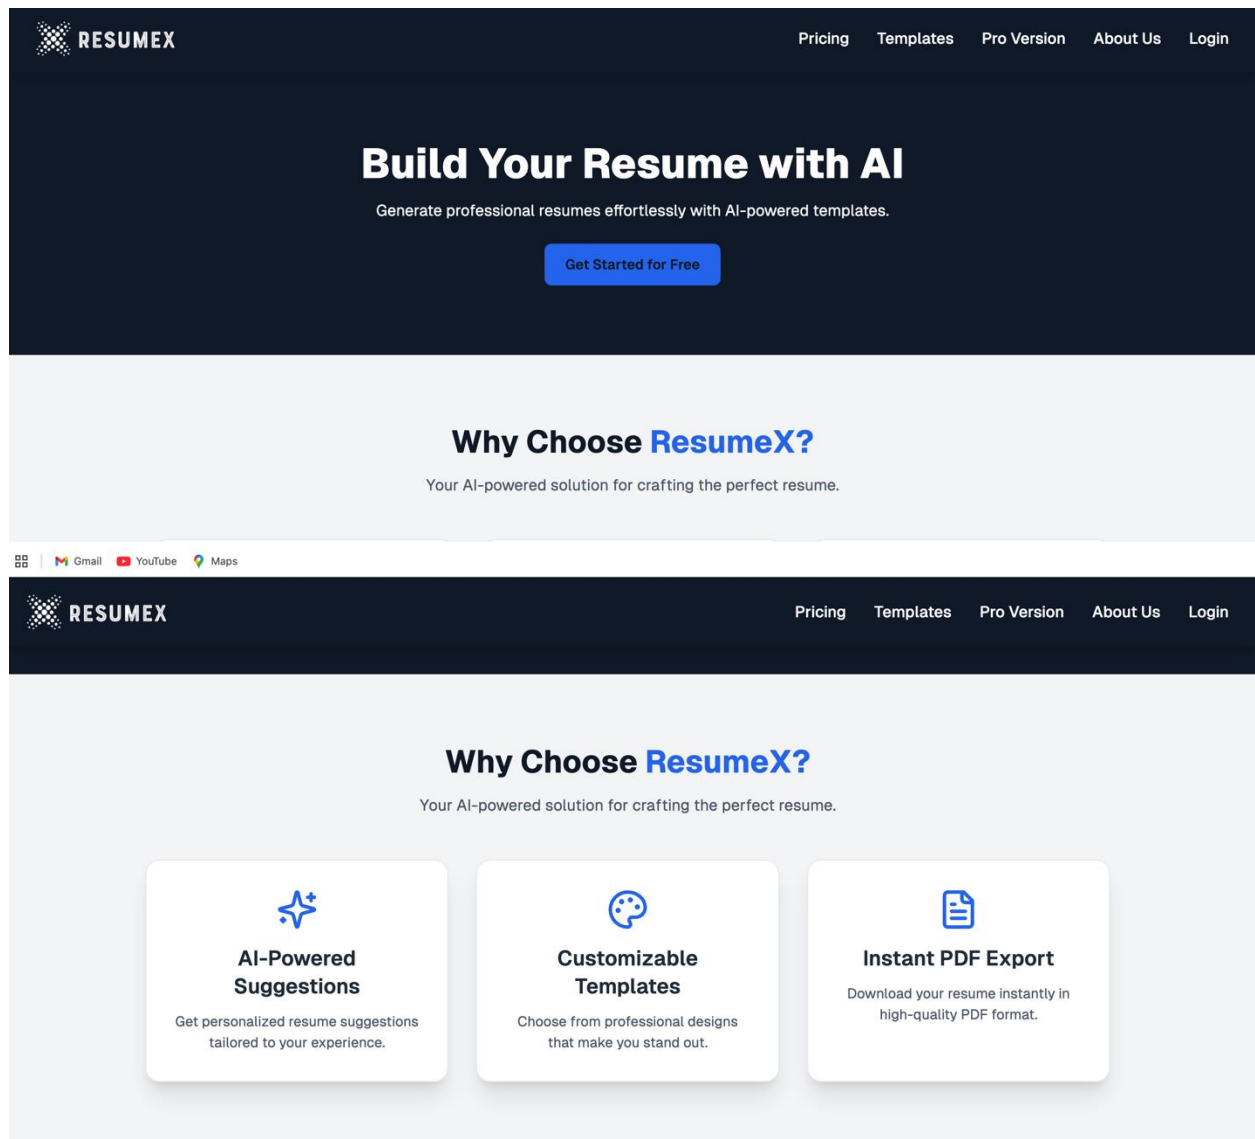 RESUMEX
Pricing Templates Pro Version About Us Login
Build Your Resume with AI
Generate professional resumes effortlessly with AI-powered templates.
Get Started for Free
Why Choose ResumeX?
Your AI-powered solution for crafting the perfect resume.
Gmail YouTube Maps
RESUMEX
Pricing Templates Pro Version About Us Login
Why Choose ResumeX?
Your AI-powered solution for crafting the perfect resume.
AI-Powered
Suggestions
Get personalized resume suggestions
tailored to your experience.
Customizable
Templates
Choose from professional designs
that make you stand out.
Instant PDF Export
Download your resume instantly in
high-quality PDF format.